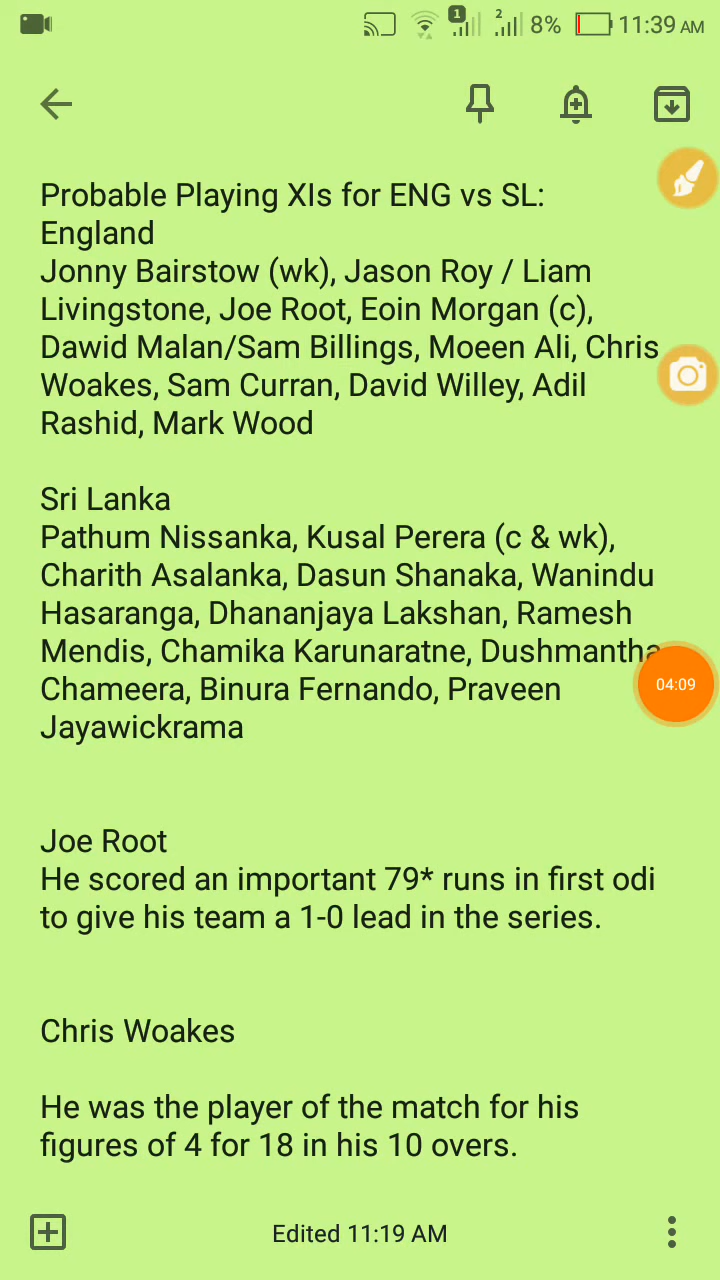 1 2 8% 11:39 AM
Probable Playing XIs for ENG vs SL:
England
Jonny Bairstow (wk), Jason Roy / Liam
Livingstone, Joe Root, Eoin Morgan (c),
Dawid Malan/Sam Billings, Moeen Ali, Chris
Woakes, Sam Curran, David Willey, Adil
Rashid, Mark Wood
Sri Lanka
Pathum Nissanka, Kusal Perera (c & wk),
Charith Asalanka, Dasun Shanaka, Wanindu
Hasaranga, Dhananjaya Lakshan, Ramesh
Mendis, Chamika Karunaratne, Dushmantha
04:09
Chameera, Binura Fernando, Praveen
Jayawickrama
Joe Root
He scored an important 79* runs in first odi
to give his team a 1-0 lead in the series.
Chris Woakes
He was the player of the match for his
figures of 4 for 18 in his 10 overs.
Edited 11:19 AM